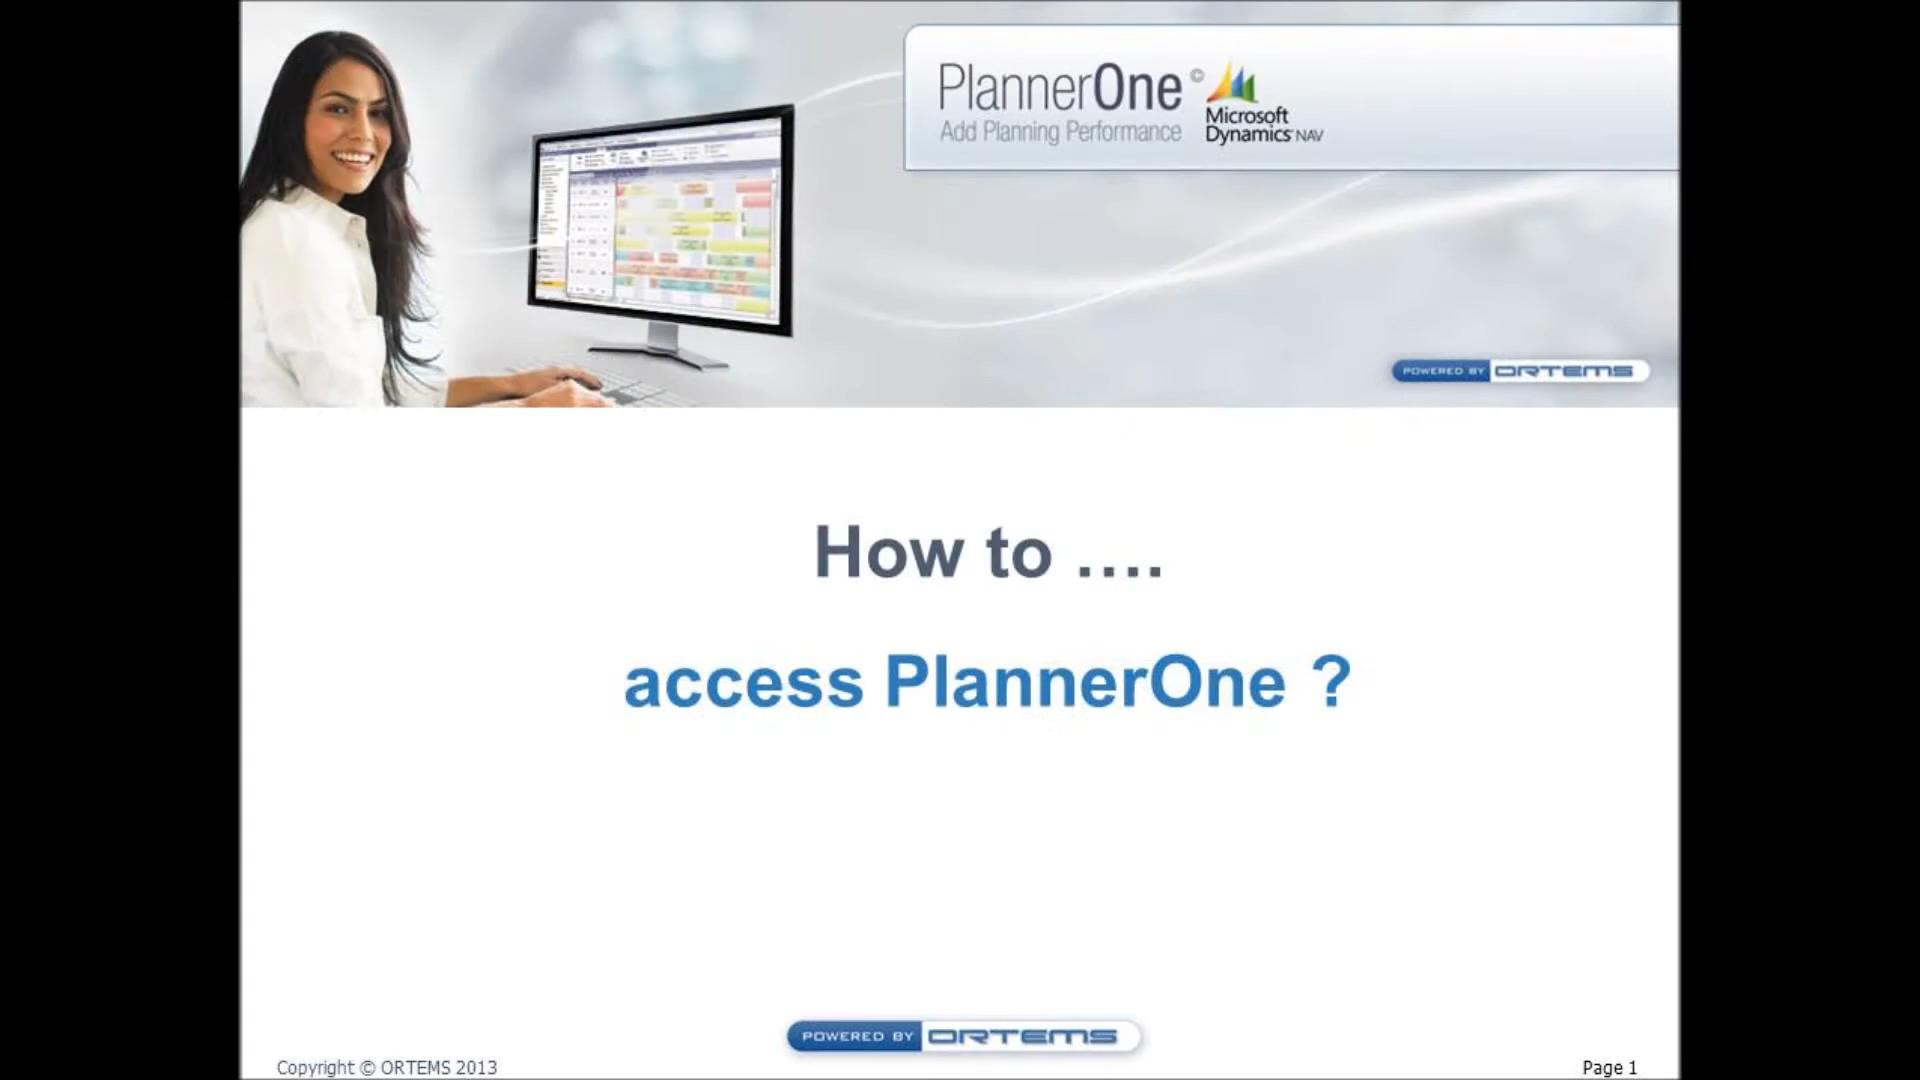 PlannerOne©
Add Planning Performance
Microsoft
Dynamics NAV
POWERED BY ORTEMS
How to ....
access PlannerOne ?
POWERED BY ORTEMS
Copyright © ORTEMS 2013
Page 1